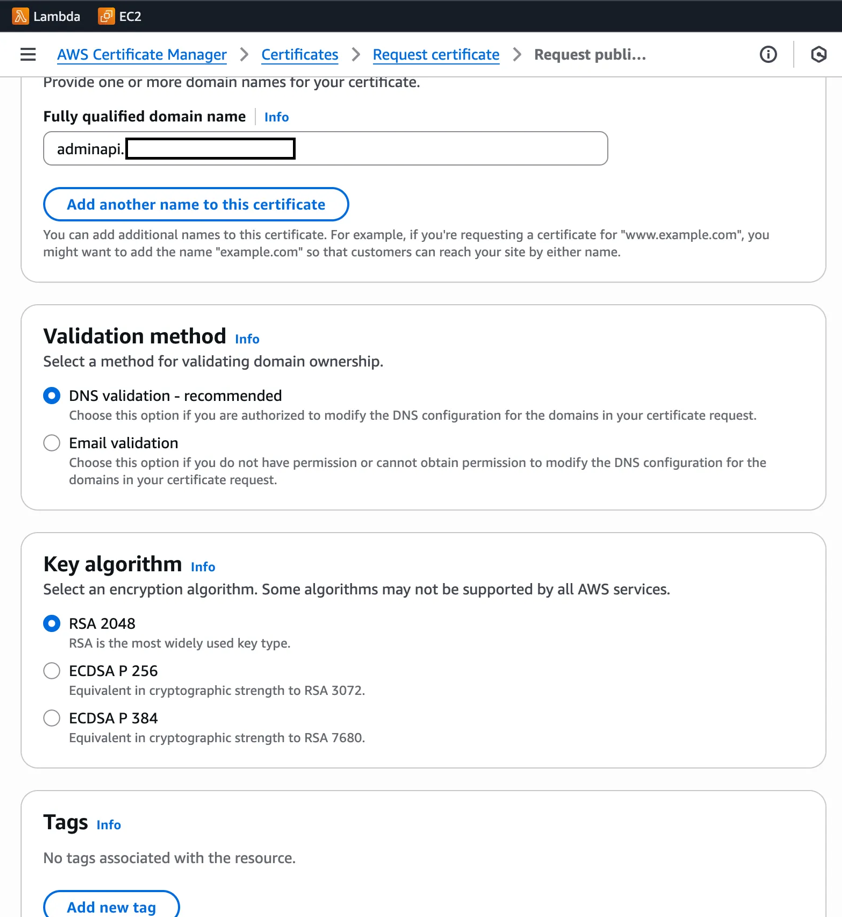 Lambda EC2
AWS Certificate Manager > Certificates > Request certificate > Request publi...
Provide one or more domain names for your certificate.
Fully qualified domain name Info
adminapi.
Add another name to this certificate
You can add additional names to this certificate. For example, if you're requesting a certificate for "www.example.com", you
might want to add the name "example.com" so that customers can reach your site by either name.
Validation method Info
Select a method for validating domain ownership.
DNS validation - recommended
Choose this option if you are authorized to modify the DNS configuration for the domains in your certificate request.
Email validation
Choose this option if you do not have permission or cannot obtain permission to modify the DNS configuration for the
domains in your certificate request.
Key algorithm Info
Select an encryption algorithm. Some algorithms may not be supported by all AWS services.
RSA 2048
RSA is the most widely used key type.
ECDSA P 256
Equivalent in cryptographic strength to RSA 3072.
ECDSA P 384
Equivalent in cryptographic strength to RSA 7680.
Tags Info
No tags associated with the resource.
Add new tag